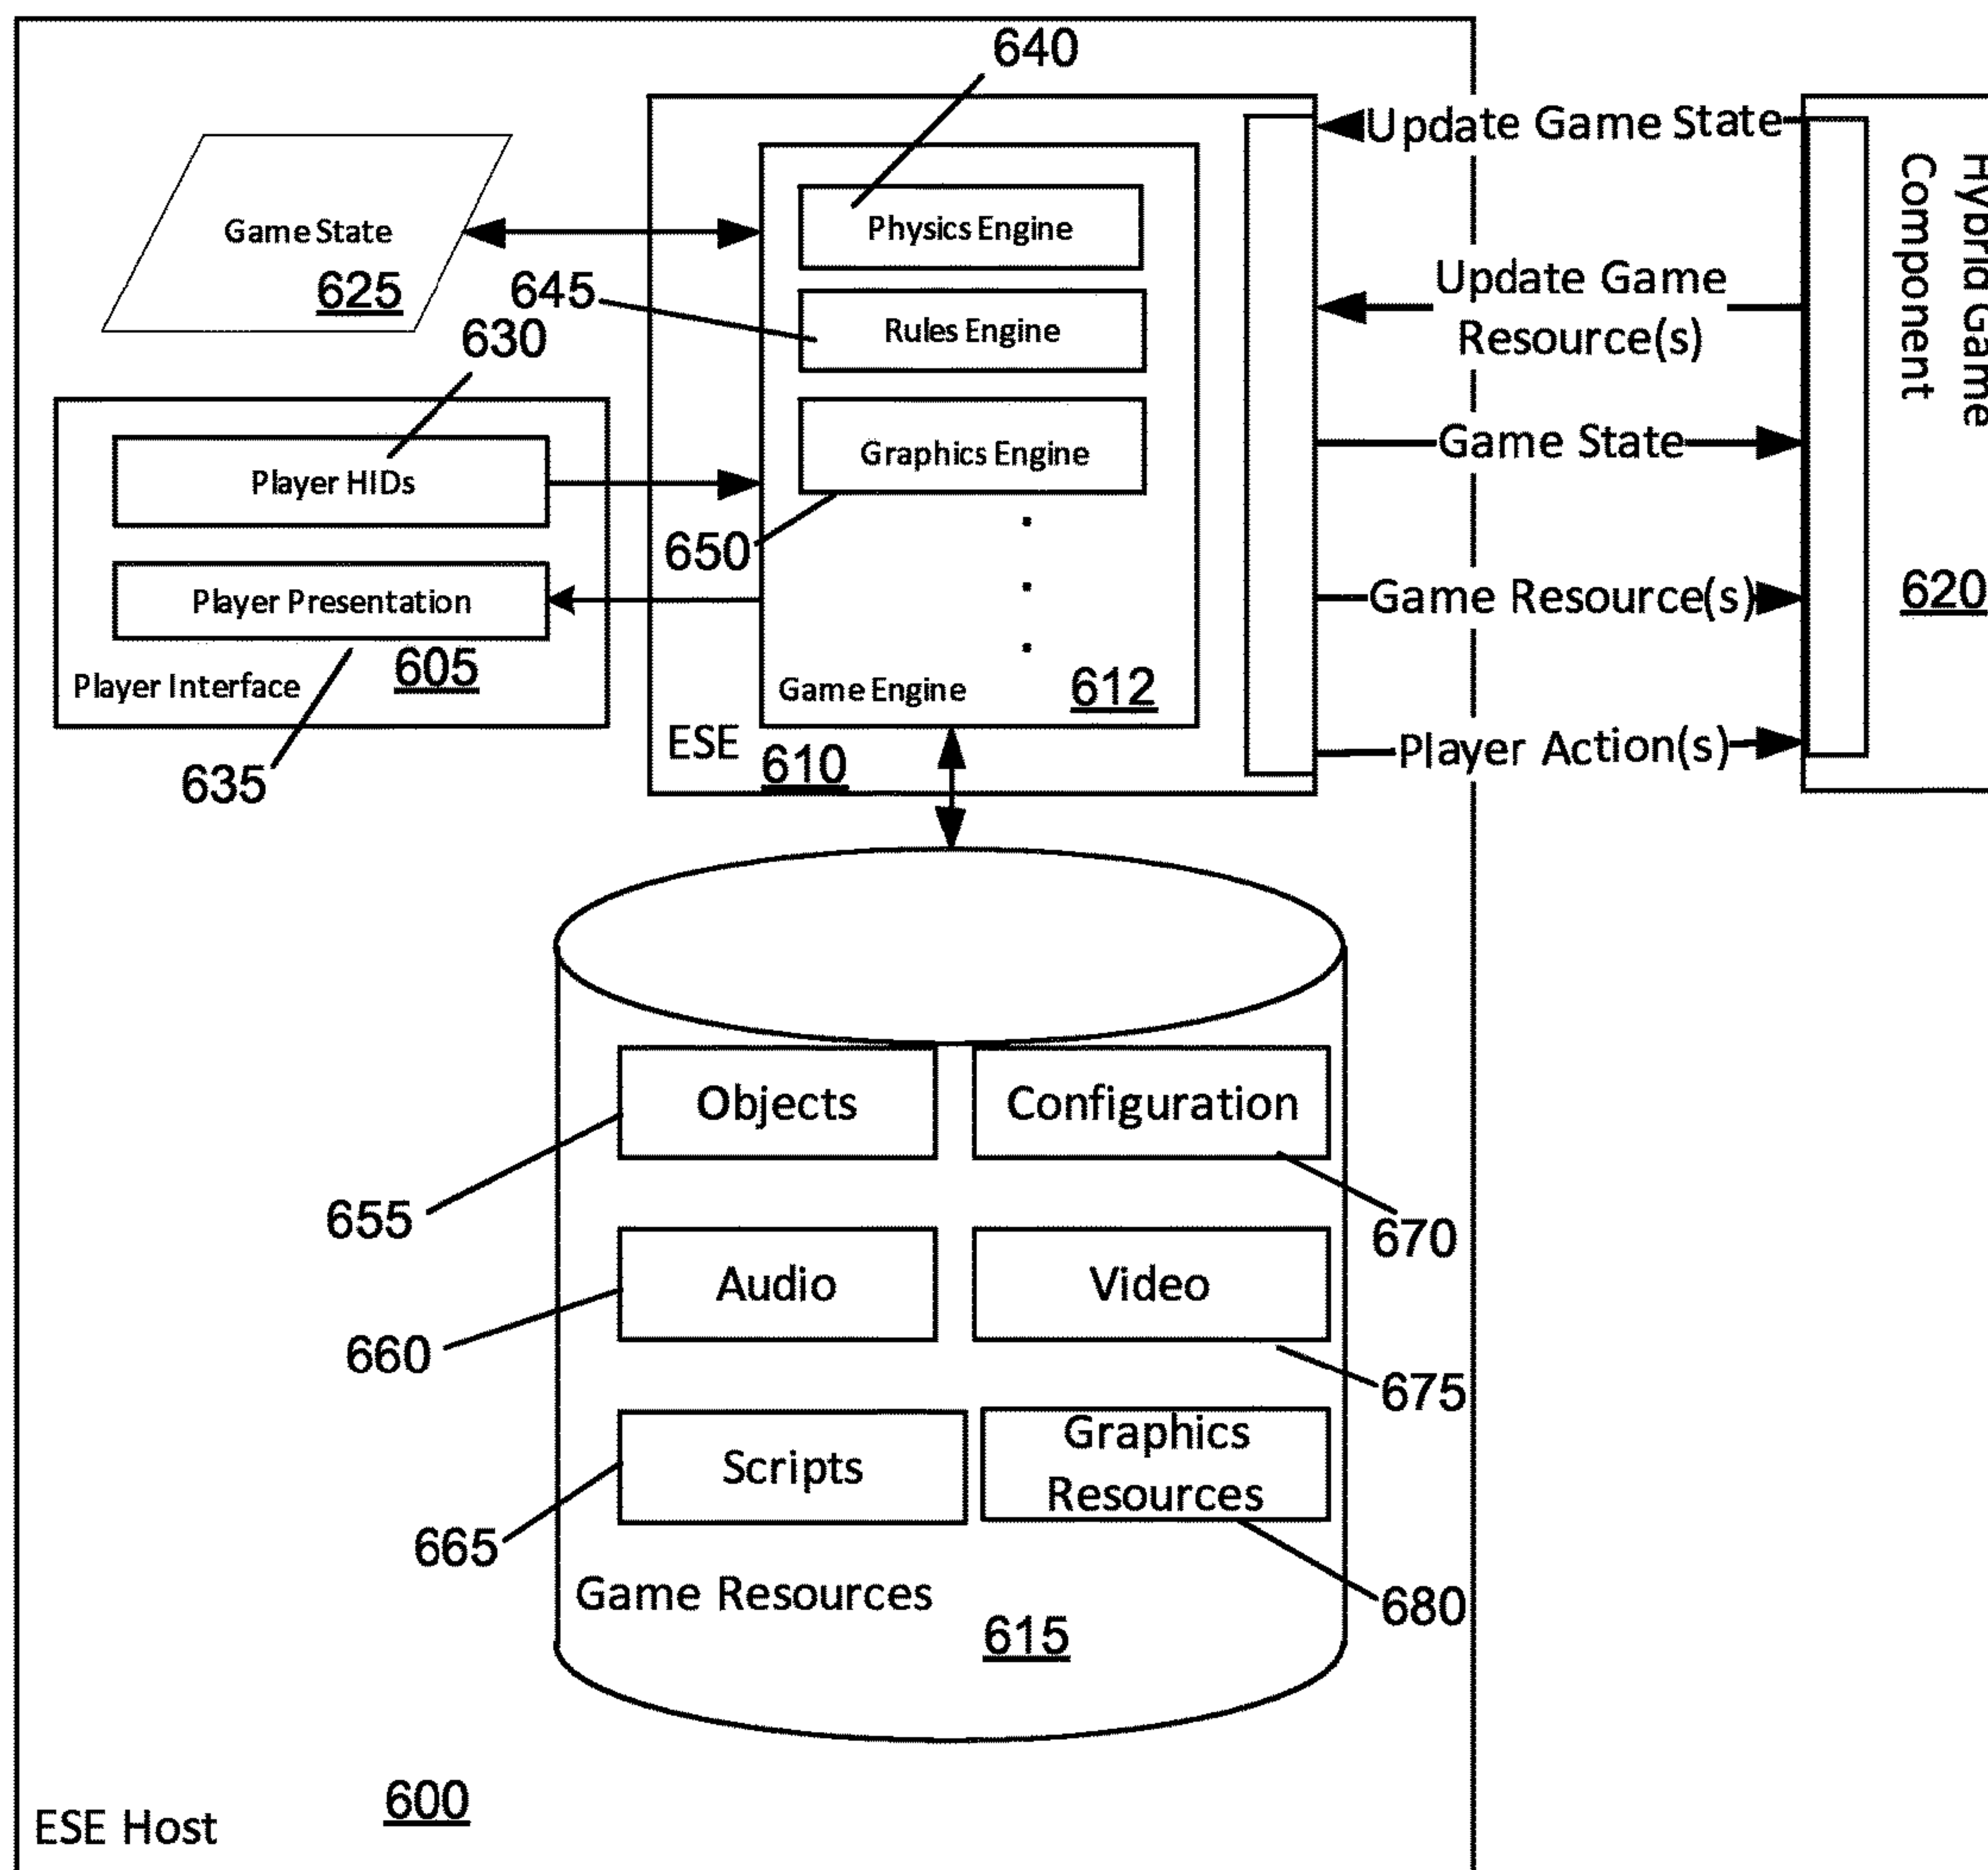 640
Update Game State
Game State
625
Physics Engine
645
Rules Engine
Update Game
Resource(s)
Hybrid Game
Component
630
Graphics Engine
Game State
Player HIDs
650
Player Presentation
605
Player Interface
635
Game Resource(s)
620
Game Engine
612
ESE
610
Player Action(s)
Objects
Configuration
655
670
Audio
Video
660
675
Scripts
Graphics
Resources
665
680
Game Resources
615
600
ESE Host